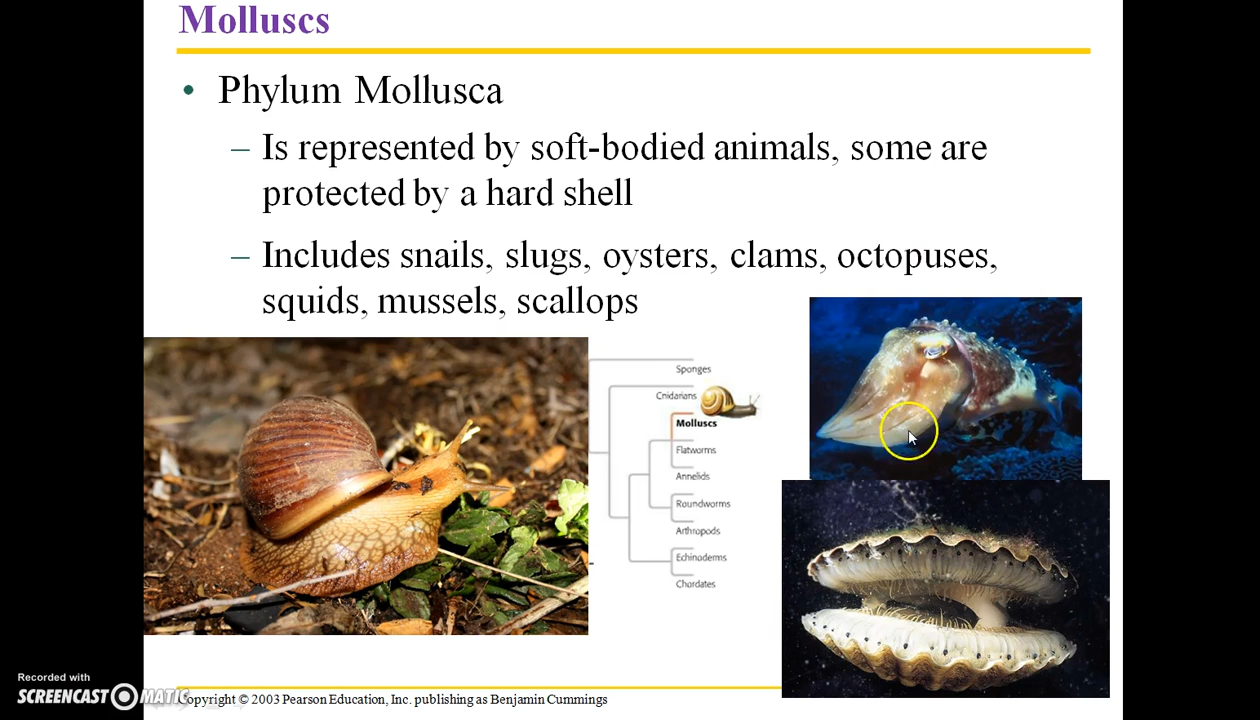 Molluscs
• Phylum Mollusca
– Is represented by soft-bodied animals, some are
protected by a hard shell
– Includes snails, slugs, oysters, clams, octopuses,
squids, mussels, scallops
Sponges
Cnidarians
Molluscs
Flatworms
Annelids
Roundworms
Arthropods
Echinoderms
Chordates
Recorded with
SCREENCAST MATIC
Copyright © 2003 Pearson Education, Inc. publishing as Benjamin Cummings